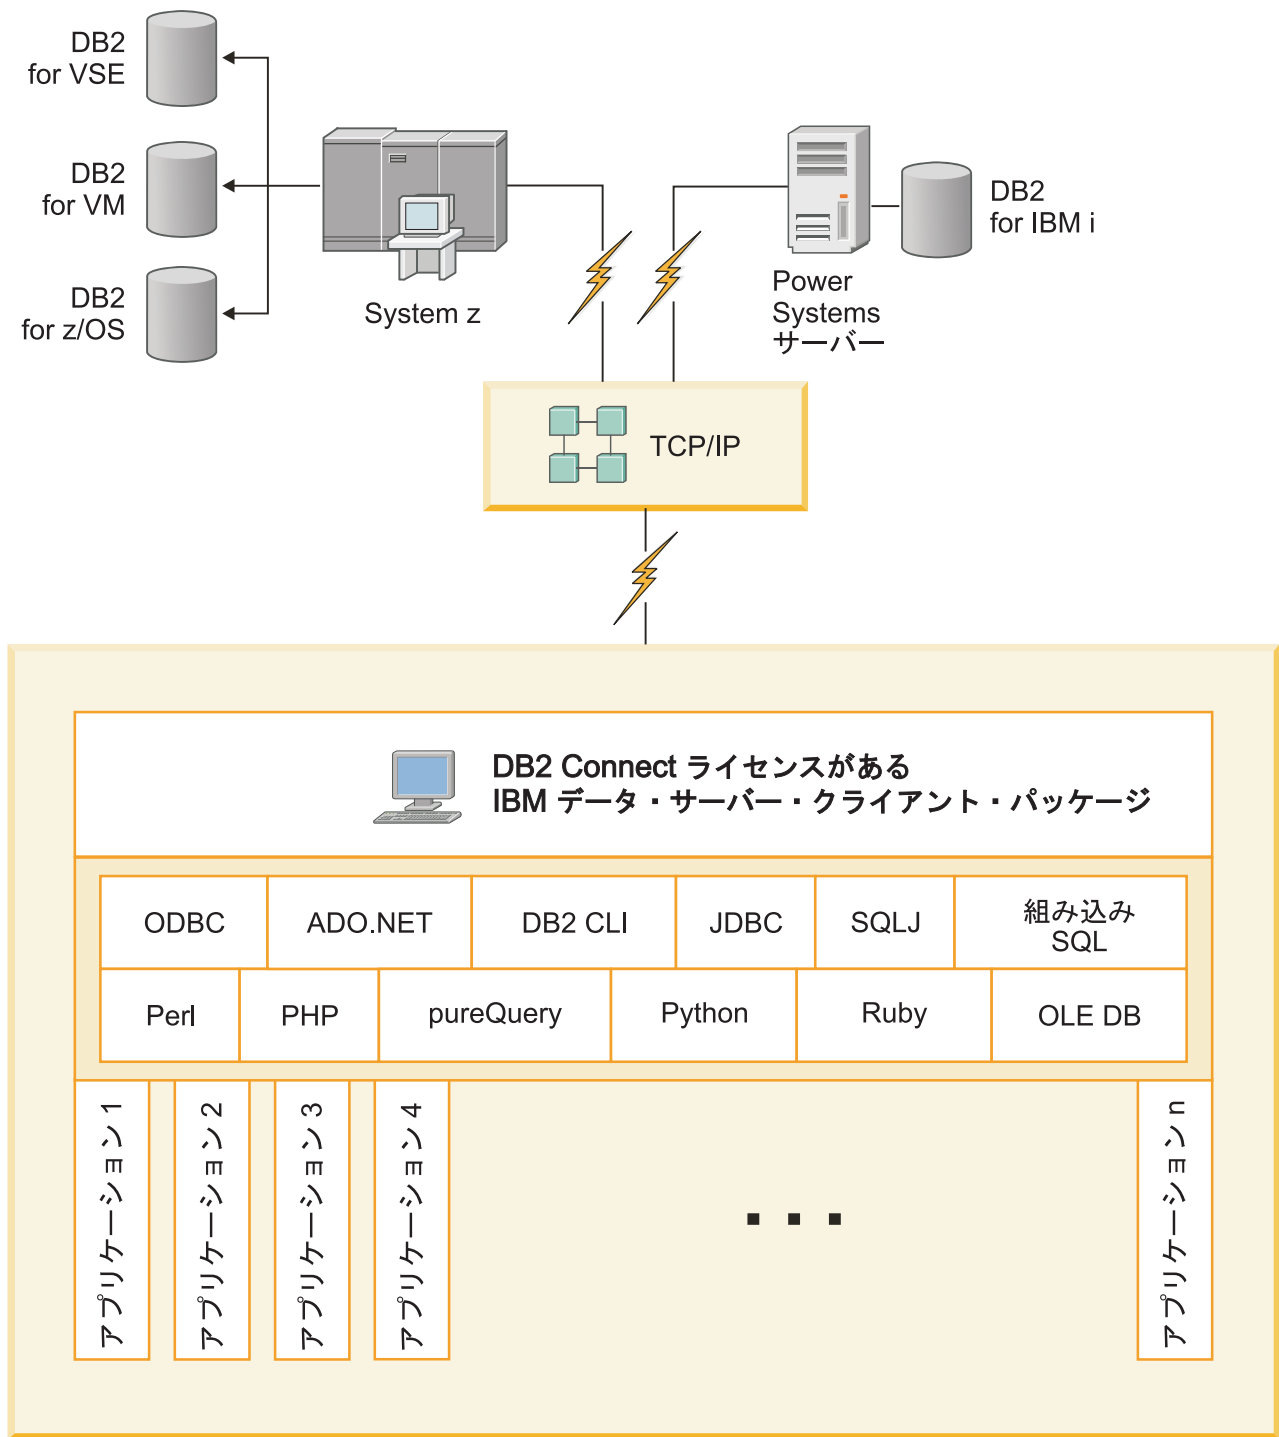 DB2
for VSE
DB2
for VM
DB2
for z/OS
System z
Power
Systems
サーバー
DB2
for IBM i
TCP/IP
DB2 Connect ライセンスがある
IBM データ・サーバー・クライアント・パッケージ
ODBC
ADO.NET
DB2 CLI
JDBC
SQLJ
組み込み
SQL
Perl
PHP
pureQuery
Python
Ruby
OLE DB
アプリケーション 1
アプリケーション 2
アプリケーション 3
アプリケーション 4
...
アプリケーション n